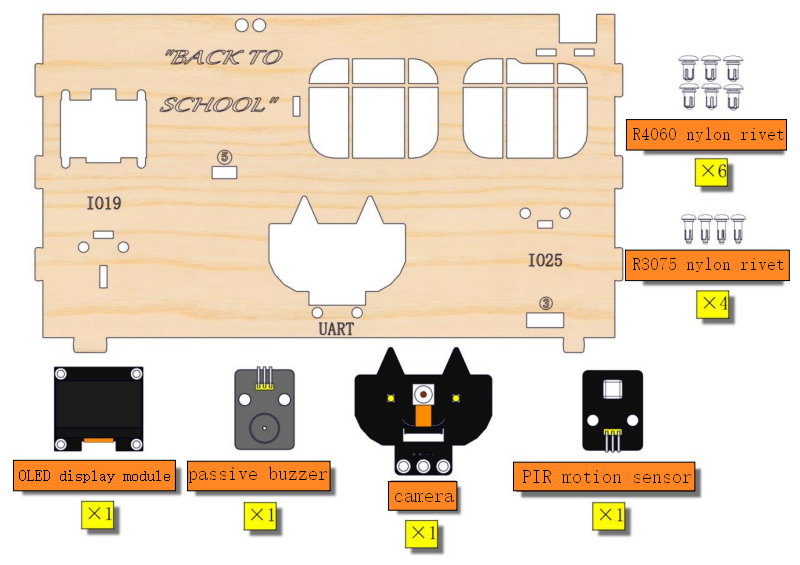 "BACK TO
SCHOOL"
⑤
IO19
IO25
③
UART
R4060 nylon rivet
×6
R3075 nylon rivet
×4
OLED display module
×1
passive buzzer
×1
camera
×1
PIR motion sensor
×1